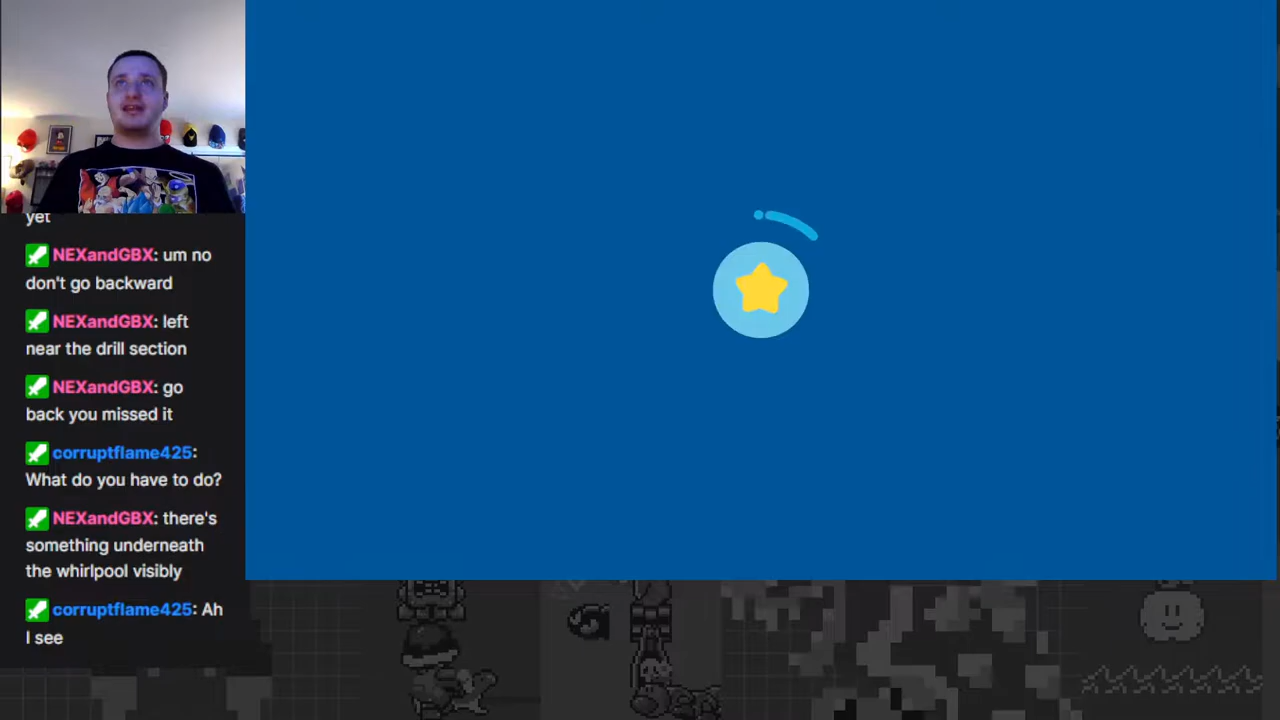 yet
NEXandGBX: um no
don't go backward
NEXandGBX: left
near the drill section
NEXandGBX: go
back you missed it
corruptflame425:
What do you have to do?
NEXandGBX: there's
something underneath
the whirlpool visibly
corruptflame425: Ah
I see